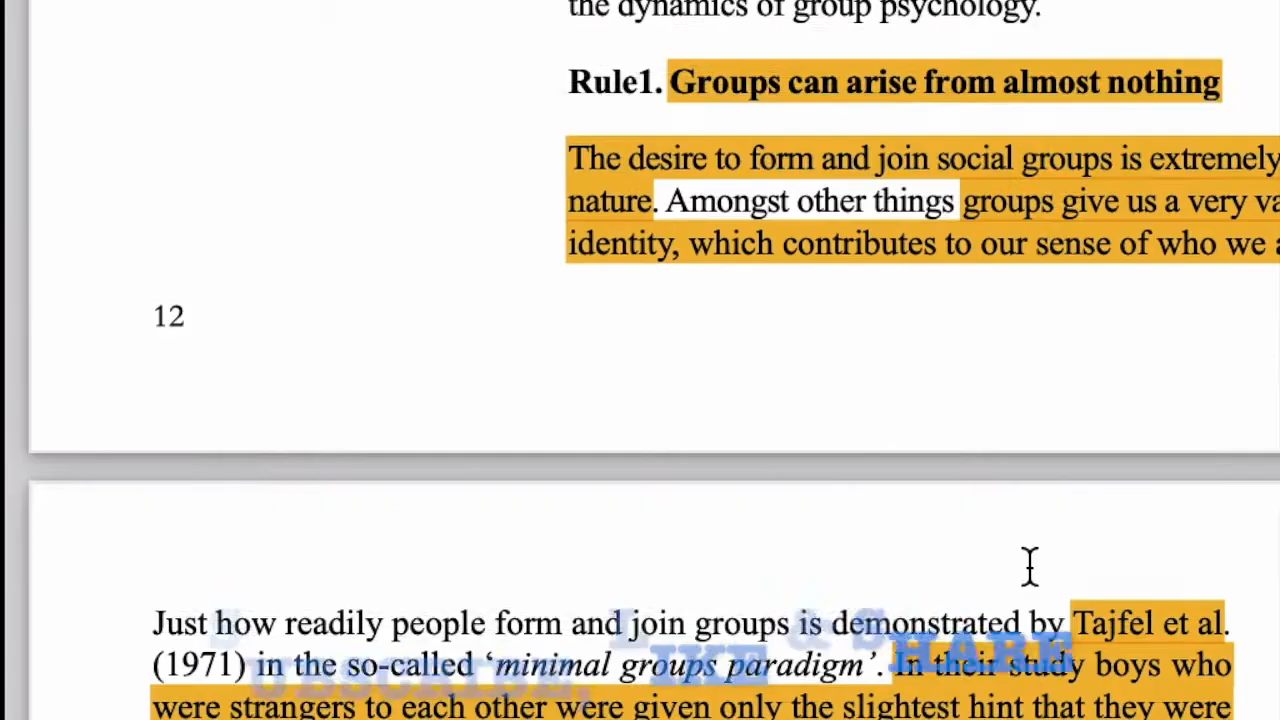 the dynamics of group psychology.
Rule1. Groups can arise from almost nothing
The desire to form and join social groups is extremely
nature. Amongst other things groups give us a very va
identity, which contributes to our sense of who we a
12
Just how readily people form and join groups is demonstrated by Tajfel et al.
(1971) in the so-called ‘minimal groups paradigm’. In their study boys who
were strangers to each other were given only the slightest hint that they were
SUBSCRIBE, LIKE & SHARE